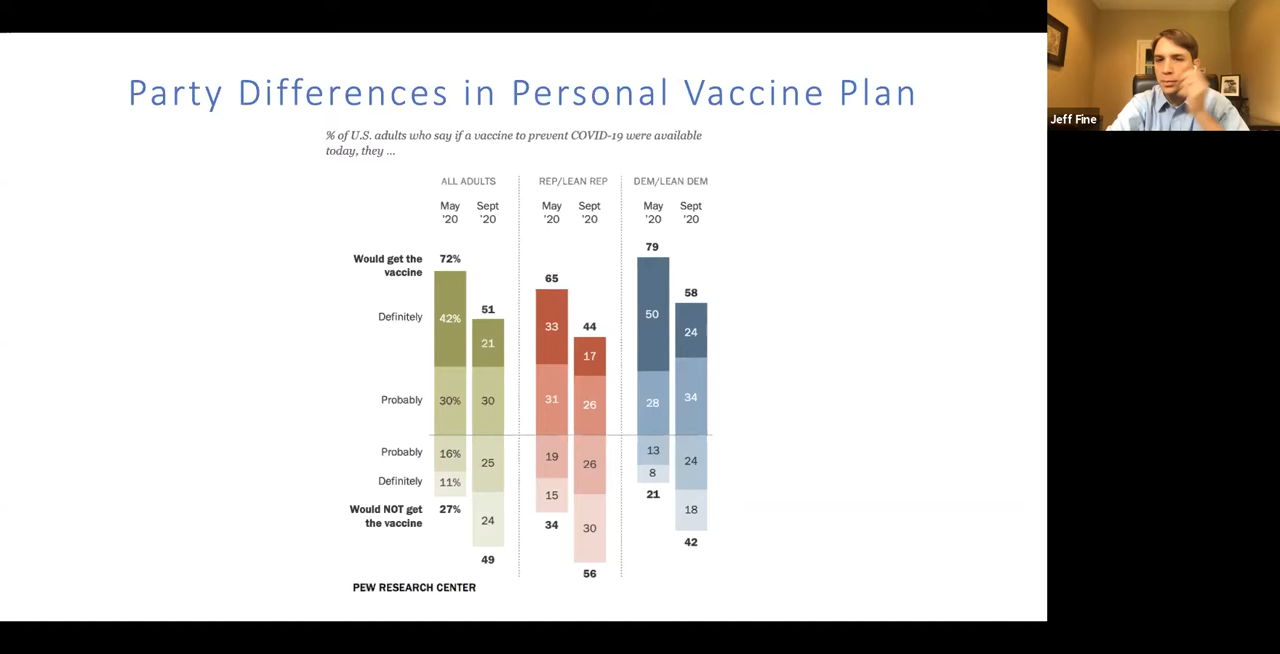 Party Differences in Personal Vaccine Plan
Jeff Fine
% of U.S. adults who say if a vaccine to prevent COVID-19 were available
today, they ...
ALL ADULTS REP/LEAN REP DEM/LEAN DEM
May Sept May Sept May Sept
'20 '20 '20 '20 '20 '20
Would get the
vaccine
72% 51 65 44 79 58
Definitely 42% 21 33 17 50 24
Probably 30% 30 31 26 28 34
Probably 16% 25 19 26 13 24
Definitely 11% 24 15 30 8 18
Would NOT get
the vaccine
27% 49 34 56 21 42
PEW RESEARCH CENTER